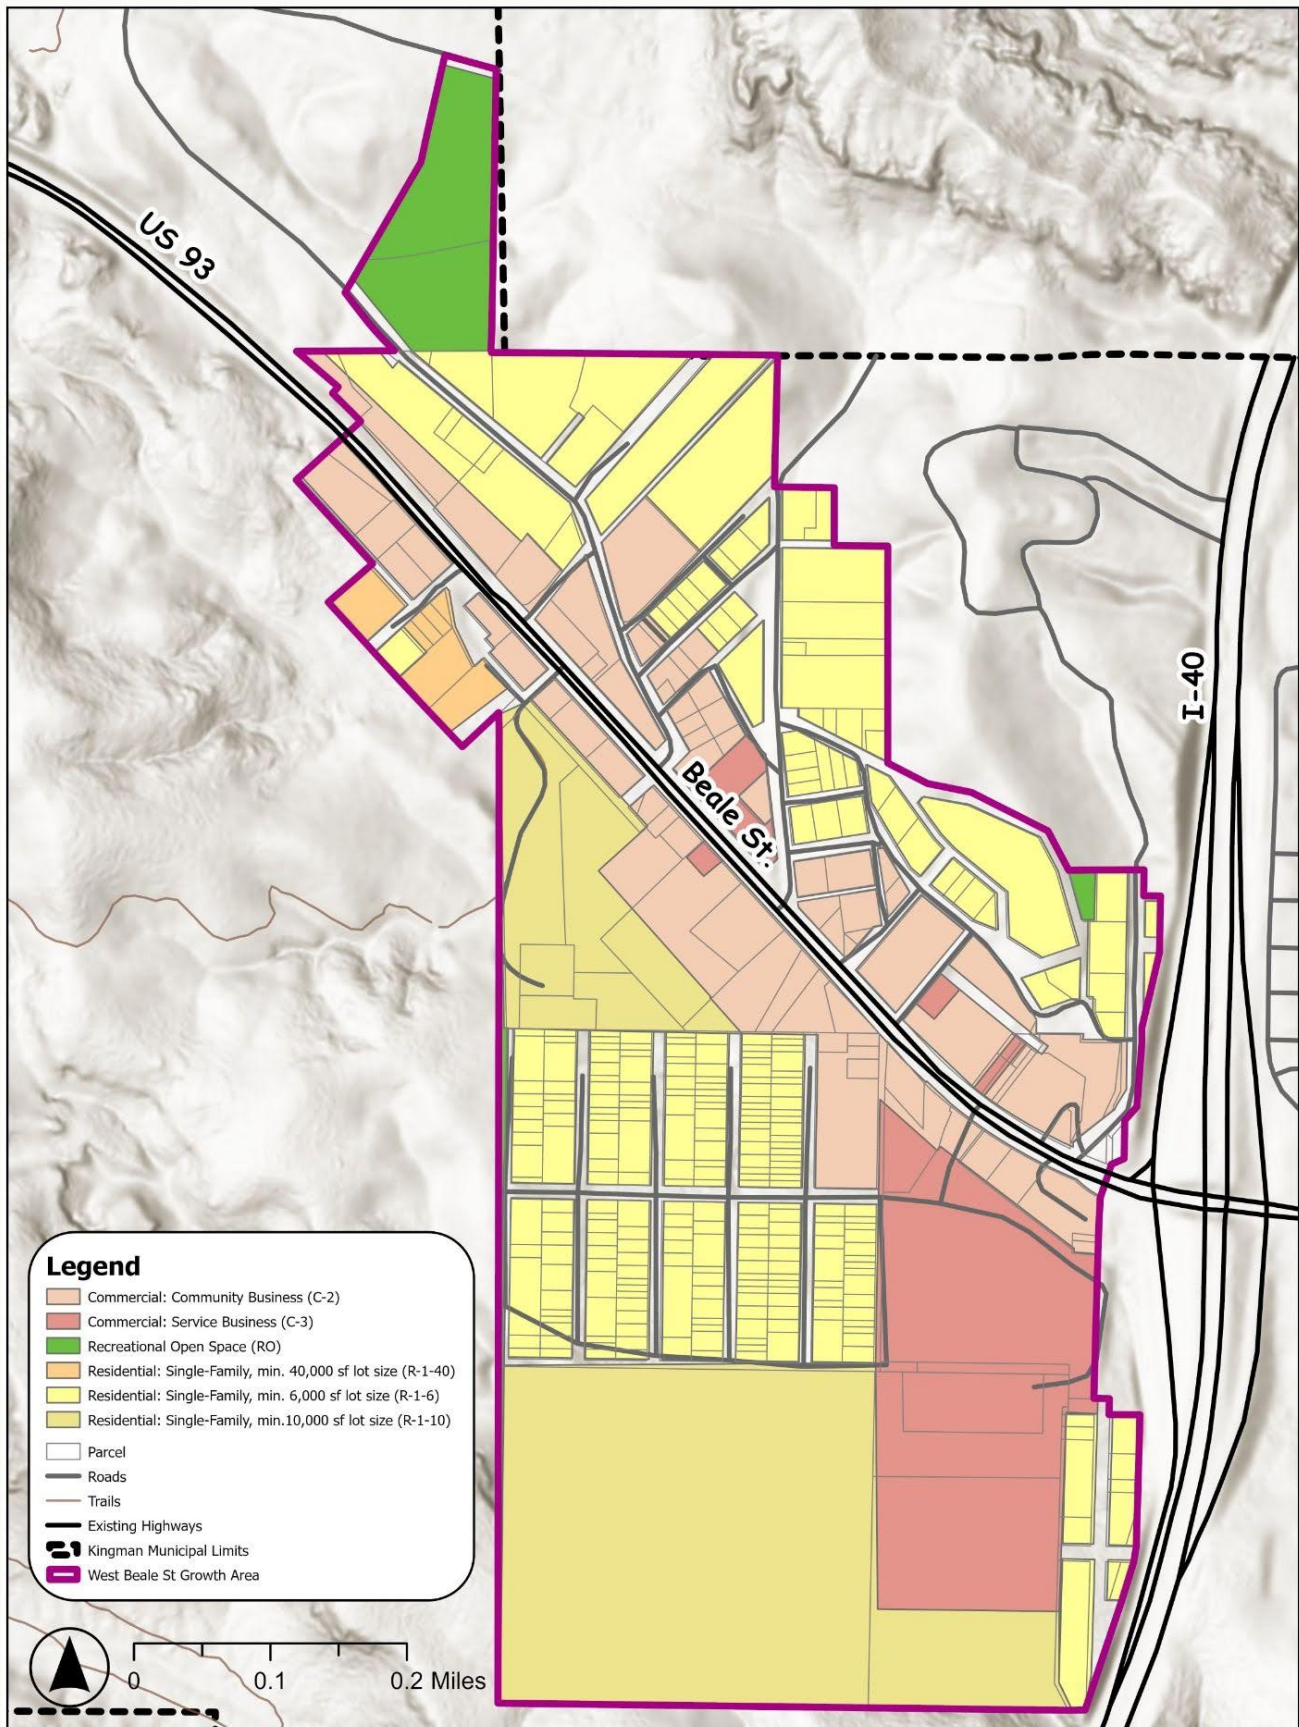 US 93
I-40
Beale St.
Legend
Commercial: Community Business (C-2)
Commercial: Service Business (C-3)
Recreational Open Space (RO)
Residential: Single-Family, min. 40,000 sf lot size (R-1-40)
Residential: Single-Family, min. 6,000 sf lot size (R-1-6)
Residential: Single-Family, min.10,000 sf lot size (R-1-10)
Parcel
Roads
Trails
Existing Highways
Kingman Municipal Limits
West Beale St Growth Area
0 0.1 0.2 Miles